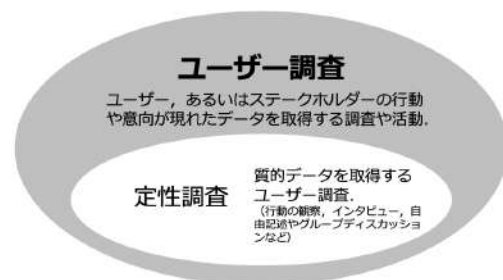 ユーザー調査
ユーザー，あるいはステークホルダーの行動
や意向が現れたデータを取得する調査や活動．
定性調査
質的データを取得する
ユーザー調査．
（行動の観察，インタビュー，自
由記述やグループディスカッショ
ンなど）